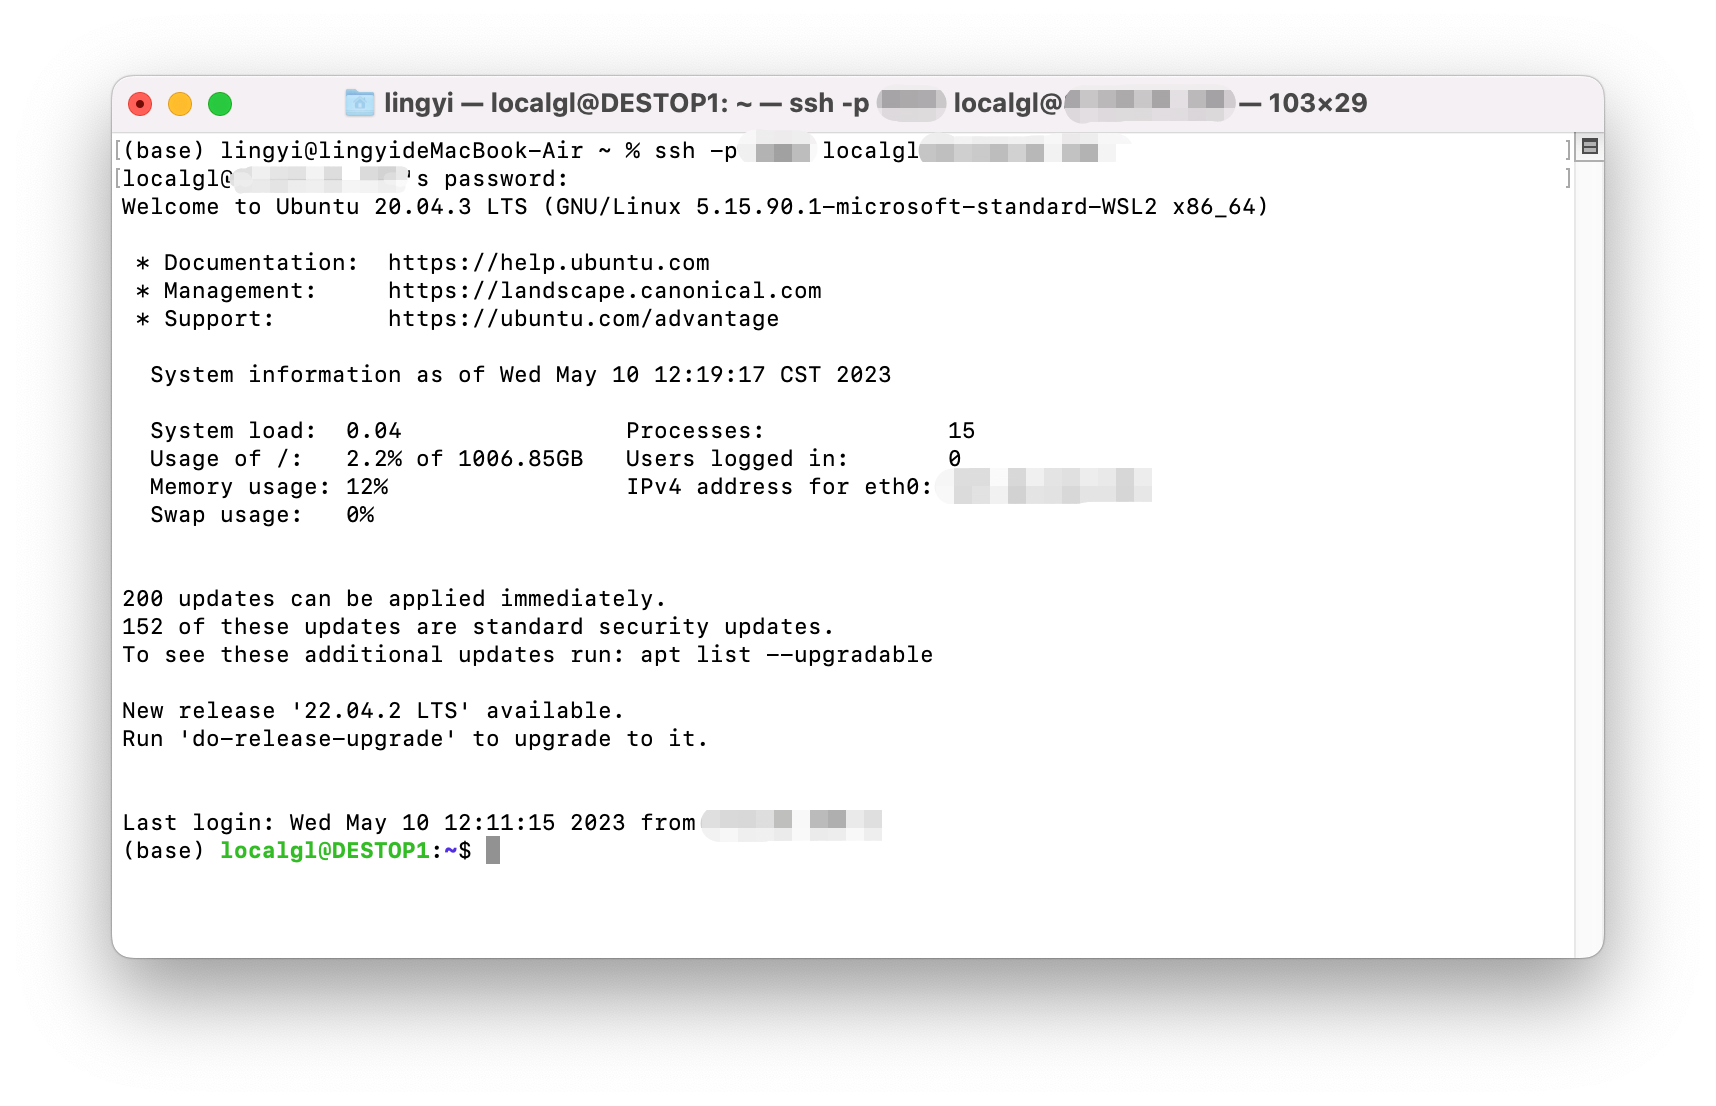 lingyi — localgl@DESTOP1: ~ — ssh -p localgl@ — 103×29
(base) lingyi@lingyideMacBook-Air ~ % ssh -p localgl
localgl@'s password:
Welcome to Ubuntu 20.04.3 LTS (GNU/Linux 5.15.90.1-microsoft-standard-WSL2 x86_64)
* Documentation: https://help.ubuntu.com
* Management: https://landscape.canonical.com
* Support: https://ubuntu.com/advantage
System information as of Wed May 10 12:19:17 CST 2023
System load: 0.04 Processes: 15
Usage of /: 2.2% of 1006.85GB Users logged in: 0
Memory usage: 12% IPv4 address for eth0:
Swap usage: 0%
200 updates can be applied immediately.
152 of these updates are standard security updates.
To see these additional updates run: apt list --upgradable
New release '22.04.2 LTS' available.
Run 'do-release-upgrade' to upgrade to it.
Last login: Wed May 10 12:11:15 2023 from
(base) localgl@DESTOP1:~$